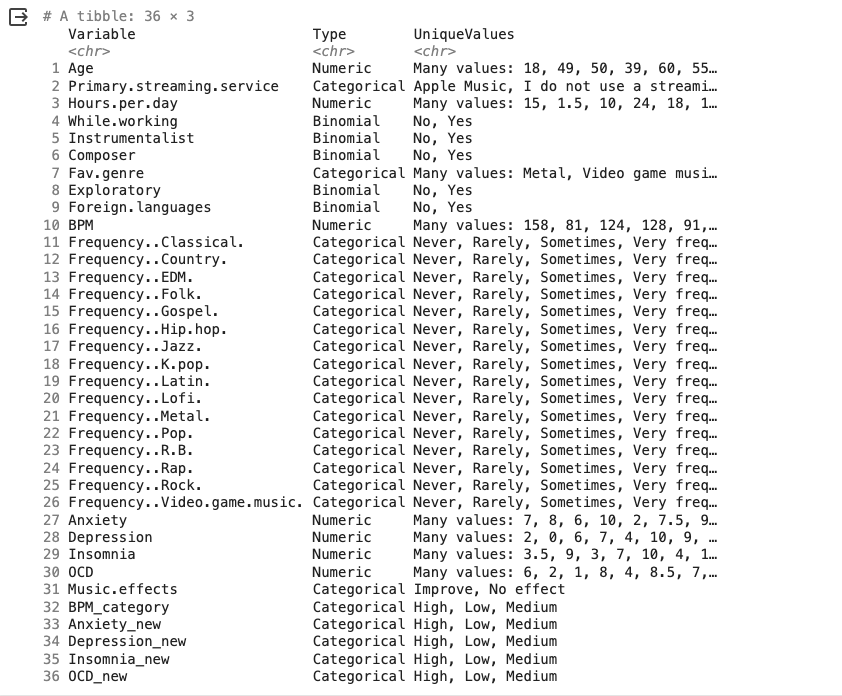 # A tibble: 36 × 3
Variable Type UniqueValues
<chr> <chr> <chr>
1 Age Numeric Many values: 18, 49, 50, 39, 60, 55…
2 Primary.streaming.service Categorical Apple Music, I do not use a streami…
3 Hours.per.day Numeric Many values: 15, 1.5, 10, 24, 18, 1…
4 While.working Binomial No, Yes
5 Instrumentalist Binomial No, Yes
6 Composer Binomial No, Yes
7 Fav.genre Categorical Many values: Metal, Video game musi…
8 Exploratory Binomial No, Yes
9 Foreign.languages Binomial No, Yes
10 BPM Numeric Many values: 158, 81, 124, 128, 91,…
11 Frequency..Classical. Categorical Never, Rarely, Sometimes, Very freq…
12 Frequency..Country. Categorical Never, Rarely, Sometimes, Very freq…
13 Frequency..EDM. Categorical Never, Rarely, Sometimes, Very freq…
14 Frequency..Folk. Categorical Never, Rarely, Sometimes, Very freq…
15 Frequency..Gospel. Categorical Never, Rarely, Sometimes, Very freq…
16 Frequency..Hip.hop. Categorical Never, Rarely, Sometimes, Very freq…
17 Frequency..Jazz. Categorical Never, Rarely, Sometimes, Very freq…
18 Frequency..K.pop. Categorical Never, Rarely, Sometimes, Very freq…
19 Frequency..Latin. Categorical Never, Rarely, Sometimes, Very freq…
20 Frequency..Lofi. Categorical Never, Rarely, Sometimes, Very freq…
21 Frequency..Metal. Categorical Never, Rarely, Sometimes, Very freq…
22 Frequency..Pop. Categorical Never, Rarely, Sometimes, Very freq…
23 Frequency..R.B. Categorical Never, Rarely, Sometimes, Very freq…
24 Frequency..Rap. Categorical Never, Rarely, Sometimes, Very freq…
25 Frequency..Rock. Categorical Never, Rarely, Sometimes, Very freq…
26 Frequency..Video.game.music. Categorical Never, Rarely, Sometimes, Very freq…
27 Anxiety Numeric Many values: 7, 8, 6, 10, 2, 7.5, 9…
28 Depression Numeric Many values: 2, 0, 6, 7, 4, 10, 9, …
29 Insomnia Numeric Many values: 3.5, 9, 3, 7, 10, 4, 1…
30 OCD Numeric Many values: 6, 2, 1, 8, 4, 8.5, 7,…
31 Music.effects Categorical Improve, No effect
32 BPM_category Categorical High, Low, Medium
33 Anxiety_new Categorical High, Low, Medium
34 Depression_new Categorical High, Low, Medium
35 Insomnia_new Categorical High, Low, Medium
36 OCD_new Categorical High, Low, Medium